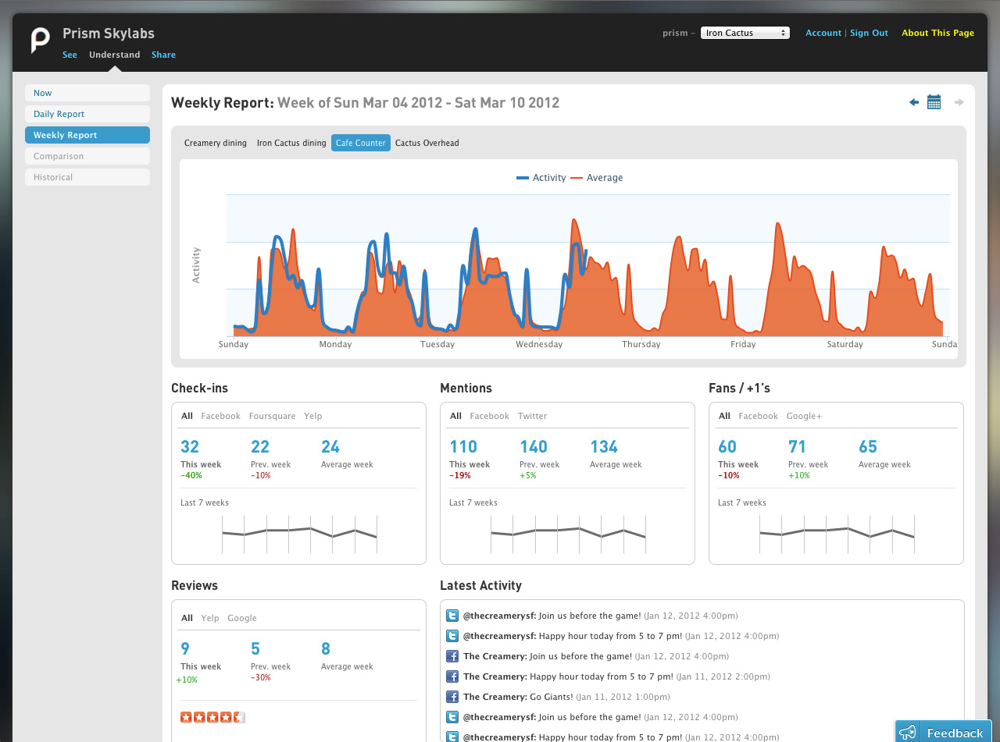 Prism Skylabs
prism – Iron Cactus Account | Sign Out About This Page
See Understand Share
Now
Daily Report
Weekly Report
Comparison
Historical
Weekly Report: Week of Sun Mar 04 2012 - Sat Mar 10 2012
Creamery dining Iron Cactus dining Cafe Counter Cactus Overhead
Activity Average
Activity
Sunday Monday Tuesday Wednesday Thursday Friday Saturday Sunda
Check-ins
All Facebook Foursquare Yelp
32 22 24
This week Prev. week Average week
-40% -10%
Last 7 weeks
Mentions
All Facebook Twitter
110 140 134
This week Prev. week Average week
-19% +5%
Last 7 weeks
Fans / +1's
All Facebook Google+
60 71 65
This week Prev. week Average week
-10% +10%
Last 7 weeks
Reviews
All Yelp Google
9 5 8
This week Prev. week Average week
+10% -30%
Latest Activity
@thecreamerysf: Join us before the game! (Jan 12, 2012 4:00pm)
@thecreamerysf: Happy hour today from 5 to 7 pm! (Jan 12, 2012 4:00pm)
The Creamery: Join us before the game! (Jan 12, 2012 4:00pm)
The Creamery: Happy hour today from 5 to 7 pm! (Jan 11, 2012 2:00pm)
The Creamery: Go Giants! (Jan 11, 2012 1:00pm)
@thecreamerysf: Join us before the game! (Jan 12, 2012 4:00pm)
@thecreamerysf: Happy hour today from 5 to 7 pm! (Jan 12, 2012 4:00pm)
Feedback